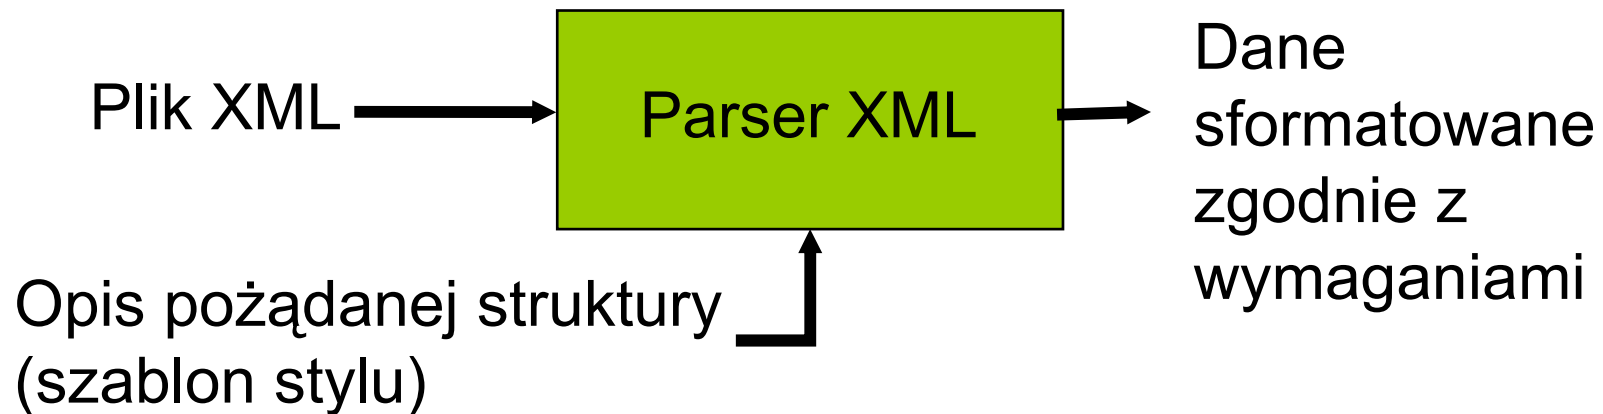 Plik XML
Parser XML
Dane
sformatowane
zgodnie z
wymaganiami
Opis pożądanej struktury
(szablon stylu)